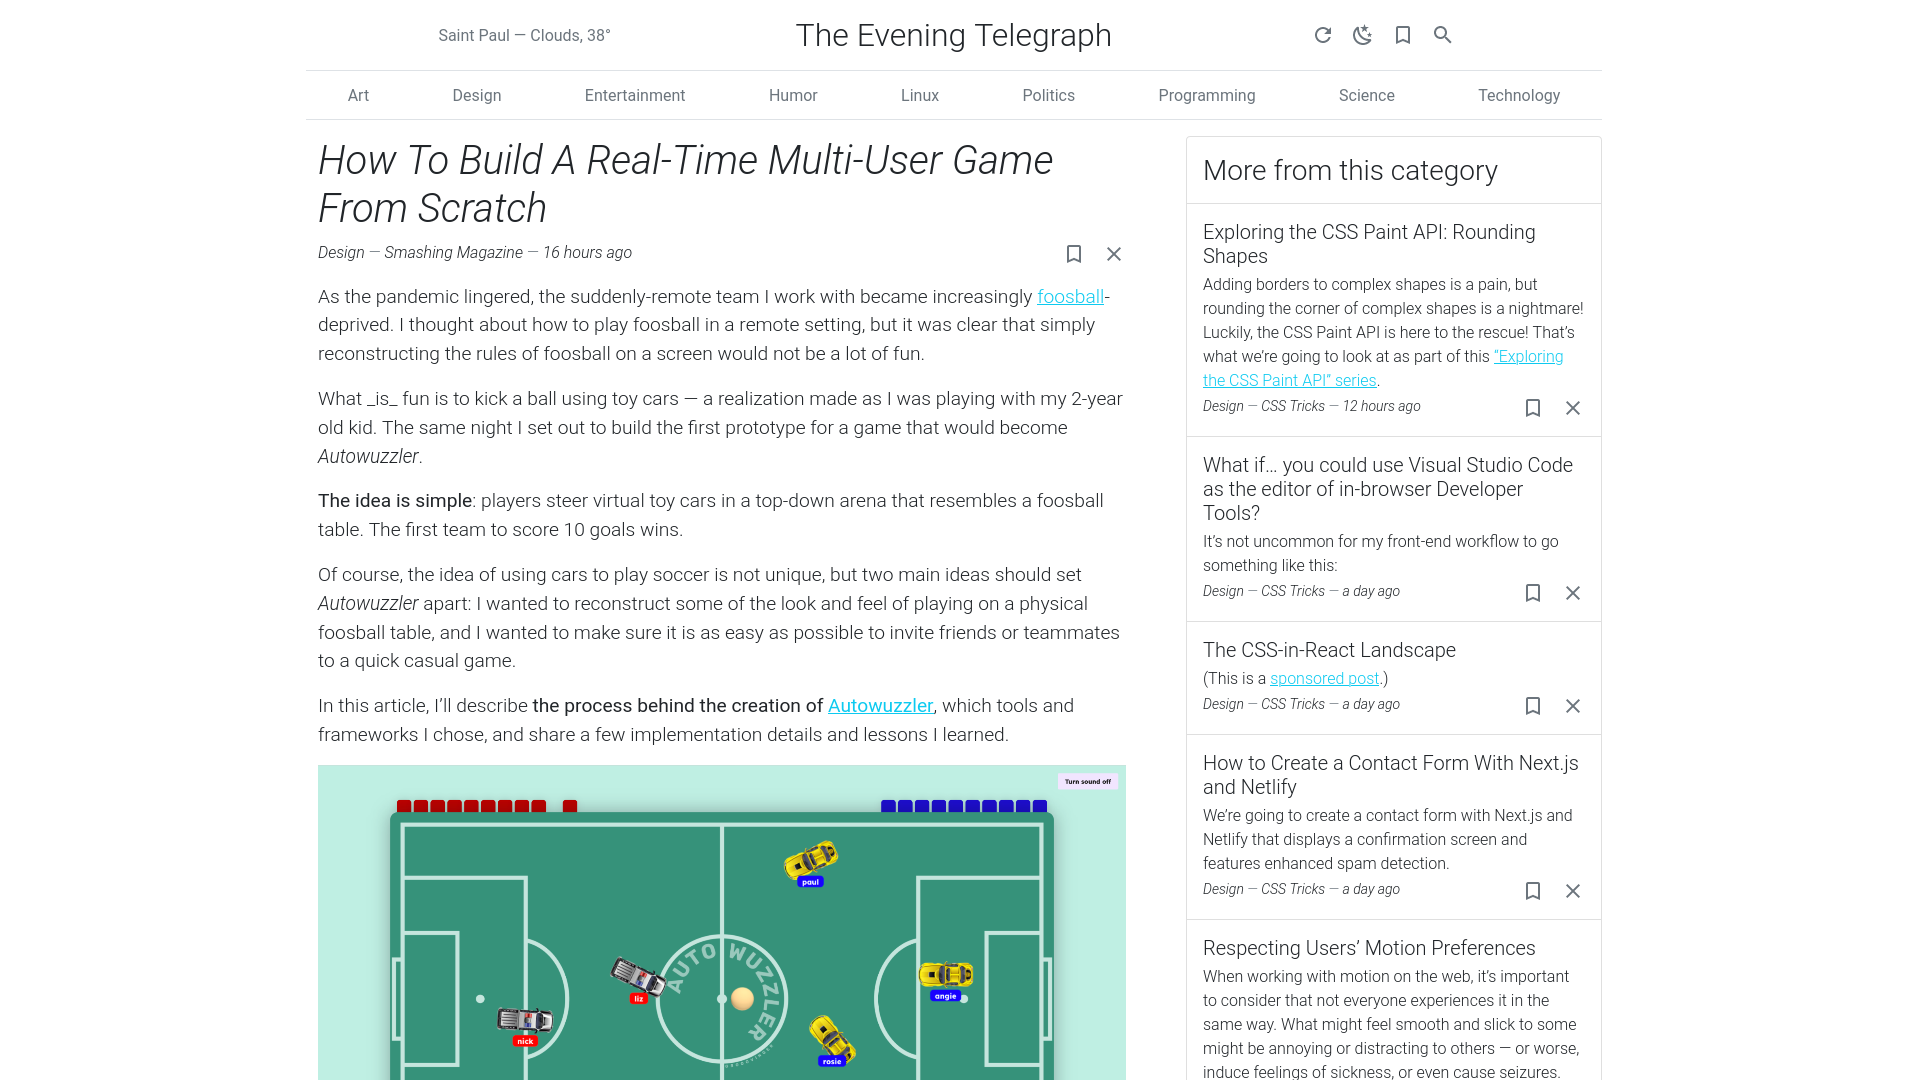 Saint Paul — Clouds, 38°
The Evening Telegraph
Art
Design
Entertainment
Humor
Linux
Politics
Programming
Science
Technology
How To Build A Real-Time Multi-User Game
From Scratch
Design — Smashing Magazine — 16 hours ago
As the pandemic lingered, the suddenly-remote team I work with became increasingly foosball-
deprived. I thought about how to play foosball in a remote setting, but it was clear that simply
reconstructing the rules of foosball on a screen would not be a lot of fun.
What _is_ fun is to kick a ball using toy cars — a realization made as I was playing with my 2-year
old kid. The same night I set out to build the first prototype for a game that would become
Autowuzzler.
The idea is simple: players steer virtual toy cars in a top-down arena that resembles a foosball
table. The first team to score 10 goals wins.
Of course, the idea of using cars to play soccer is not unique, but two main ideas should set
Autowuzzler apart: I wanted to reconstruct some of the look and feel of playing on a physical
foosball table, and I wanted to make sure it is as easy as possible to invite friends or teammates
to a quick casual game.
In this article, I’ll describe the process behind the creation of Autowuzzler, which tools and
frameworks I chose, and share a few implementation details and lessons I learned.
Turn sound off
paul
AUTO WUZZLER
liz
angie
nick
rosie
More from this category
Exploring the CSS Paint API: Rounding
Shapes
Adding borders to complex shapes is a pain, but
rounding the corner of complex shapes is a nightmare!
Luckily, the CSS Paint API is here to the rescue! That’s
what we’re going to look at as part of this “Exploring
the CSS Paint API” series.
Design — CSS Tricks — 12 hours ago
What if… you could use Visual Studio Code
as the editor of in-browser Developer
Tools?
It’s not uncommon for my front-end workflow to go
something like this:
Design — CSS Tricks — a day ago
The CSS-in-React Landscape
(This is a sponsored post.)
Design — CSS Tricks — a day ago
How to Create a Contact Form With Next.js
and Netlify
We’re going to create a contact form with Next.js and
Netlify that displays a confirmation screen and
features enhanced spam detection.
Design — CSS Tricks — a day ago
Respecting Users’ Motion Preferences
When working with motion on the web, it’s important
to consider that not everyone experiences it in the
same way. What might feel smooth and slick to some
might be annoying or distracting to others — or worse,
induce feelings of sickness, or even cause seizures.